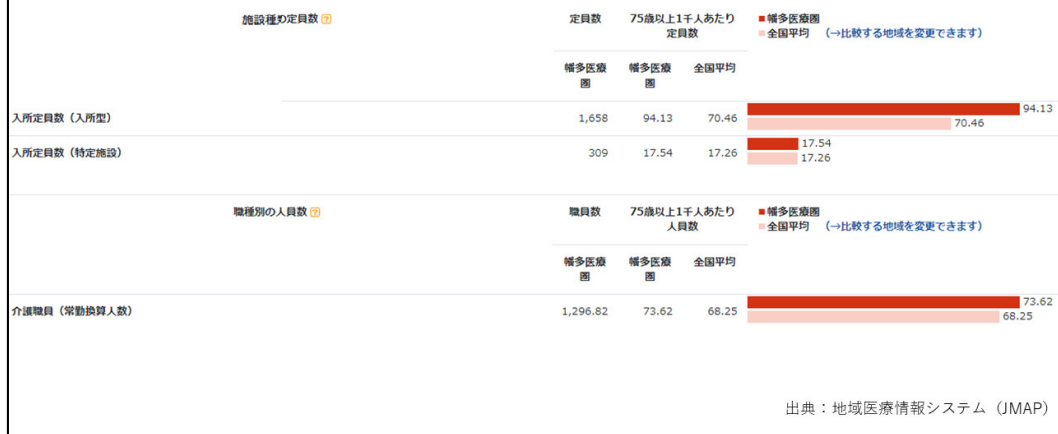 施設種の定員数 ?
定員数
75歳以上1千人あたり
定員数
■幡多医療圏
■全国平均 （→比較する地域を変更できます）
幡多医療
圏
幡多医療
圏
全国平均
入所定員数（入所型）
1,658 94.13 70.46
94.13
70.46
入所定員数（特定施設）
309 17.54 17.26
17.54
17.26
職種別の人員数 ?
職員数
75歳以上1千人あたり
人員数
■幡多医療圏
■全国平均 （→比較する地域を変更できます）
幡多医療
圏
幡多医療
圏
全国平均
介護職員（常勤換算人数）
1,296.82 73.62 68.25
73.62
68.25
出典：地域医療情報システム（JMAP）